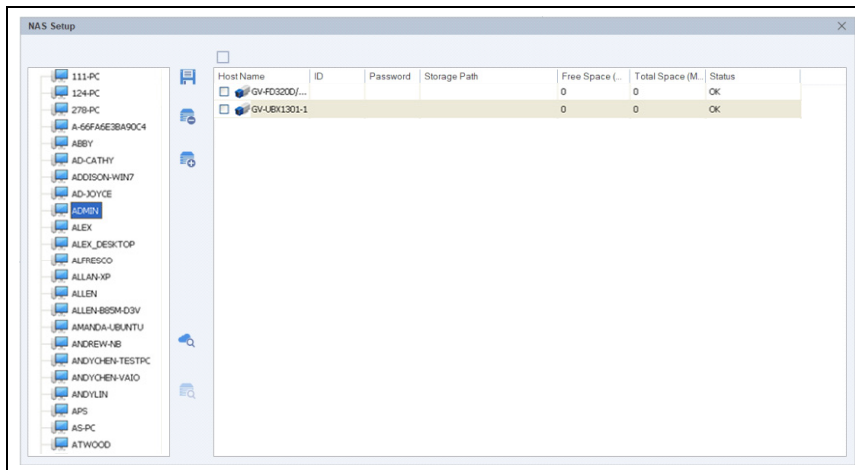 NAS Setup
Host Name ID Password Storage Path Free Space (... Total Space (M... Status
GV-FD320D/... 0 0 OK
GV-UBX1301-1 0 0 OK
111-PC
124-PC
278-PC
A-66FA6E3BA90C4
ABBY
AD-CATHY
ADDISON-WIN7
AD-JOYCE
ADMIN
ALEX
ALEX_DESKTOP
ALFRESCO
ALLAN-XP
ALLEN
ALLEN-B85M-D3V
AMANDA-UBUNTU
ANDREW-NB
ANDYCHEN-TESTPC
ANDYCHEN-VAIO
ANDYLIN
APS
AS-PC
ATWOOD